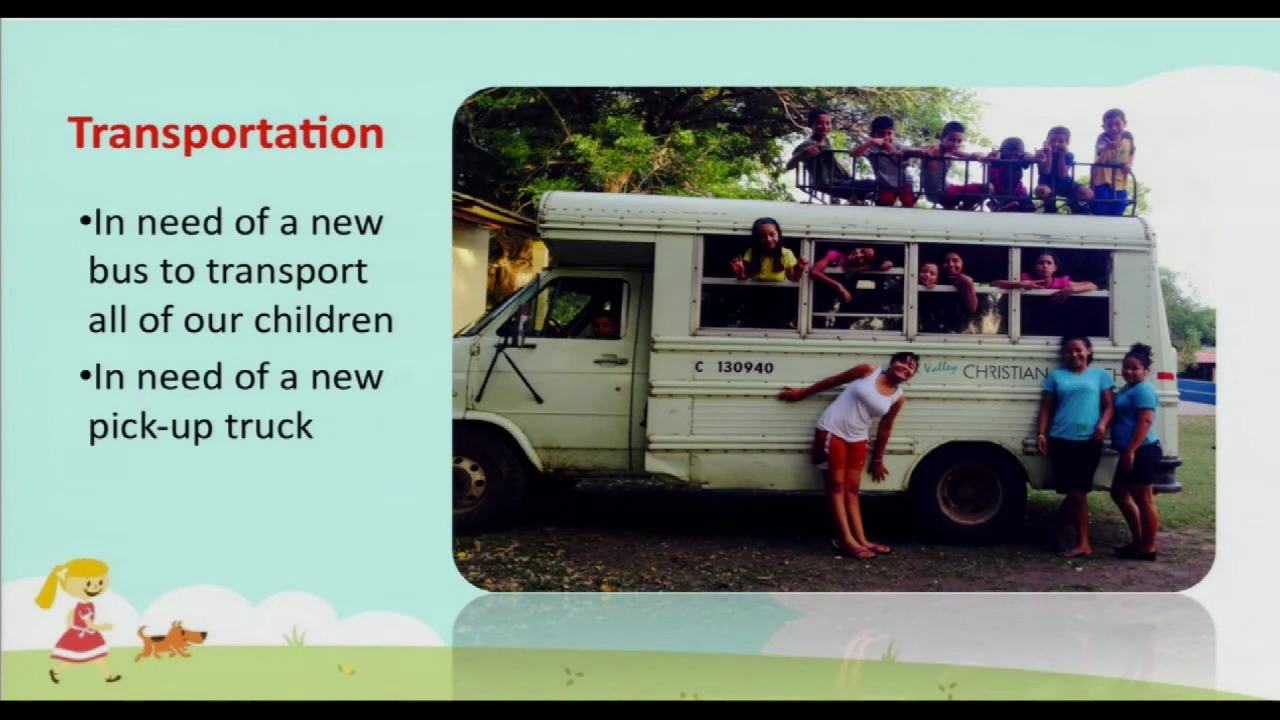 Transportation
•In need of a new
bus to transport
all of our children
•In need of a new
pick-up truck
C 130940
Valley CHRISTIAN